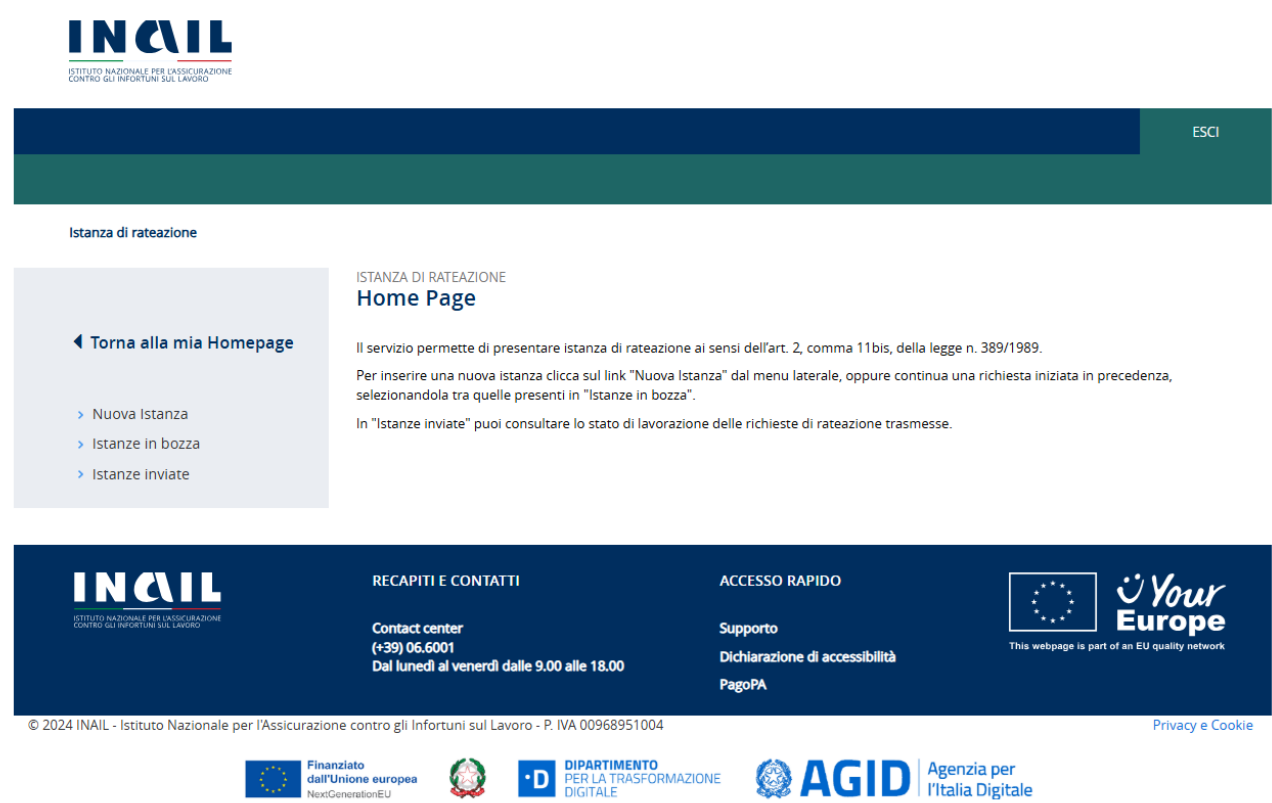 INAIL
ISTITUTO NAZIONALE PER L'ASSICURAZIONE
CONTRO GLI INFORTUNI SUL LAVORO
ESCI
Istanza di rateazione
Torna alla mia Homepage
Nuova Istanza
Istanze in bozza
Istanze inviate
ISTANZA DI RATEAZIONE
Home Page
Il servizio permette di presentare istanza di rateazione ai sensi dell'art. 2, comma 11bis, della legge n. 389/1989.
Per inserire una nuova istanza clicca sul link "Nuova Istanza" dal menu laterale, oppure continua una richiesta iniziata in precedenza,
selezionandola tra quelle presenti in "Istanze in bozza".
In "Istanze inviate" puoi consultare lo stato di lavorazione delle richieste di rateazione trasmesse.
INAIL
ISTITUTO NAZIONALE PER L'ASSICURAZIONE
CONTRO GLI INFORTUNI SUL LAVORO
RECAPITI E CONTATTI
Contact center
(+39) 06.6001
Dal lunedì al venerdì dalle 9.00 alle 18.00
ACCESSO RAPIDO
Supporto
Dichiarazione di accessibilità
PagoPA
Your
Europe
This webpage is part of an EU quality network
© 2024 INAIL - Istituto Nazionale per l'Assicurazione contro gli Infortuni sul Lavoro - P. IVA 00968951004
Privacy e Cookie
Finanziato
dall'Unione europea
NextGenerationEU
·D
DIPARTIMENTO
PER LA TRASFORMAZIONE
DIGITALE
AGID
Agenzia per
l'Italia Digitale